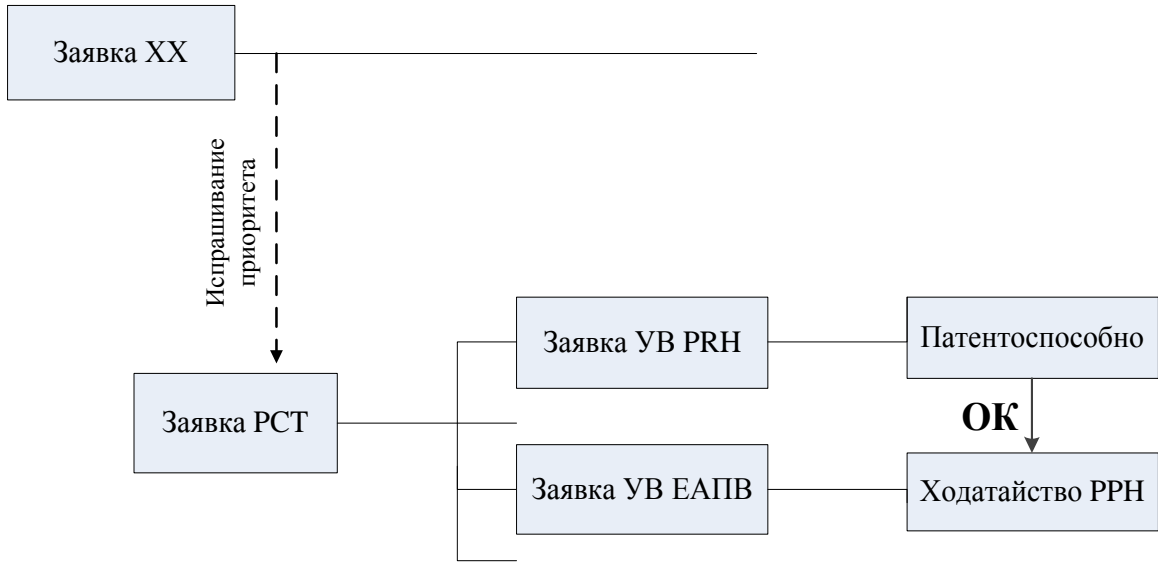 Заявка XX
Испрашивание
приоритета
Заявка PCT
Заявка УВ PRH
Патентоспособно
ОК
Заявка УВ ЕАПВ
Ходатайство PPH